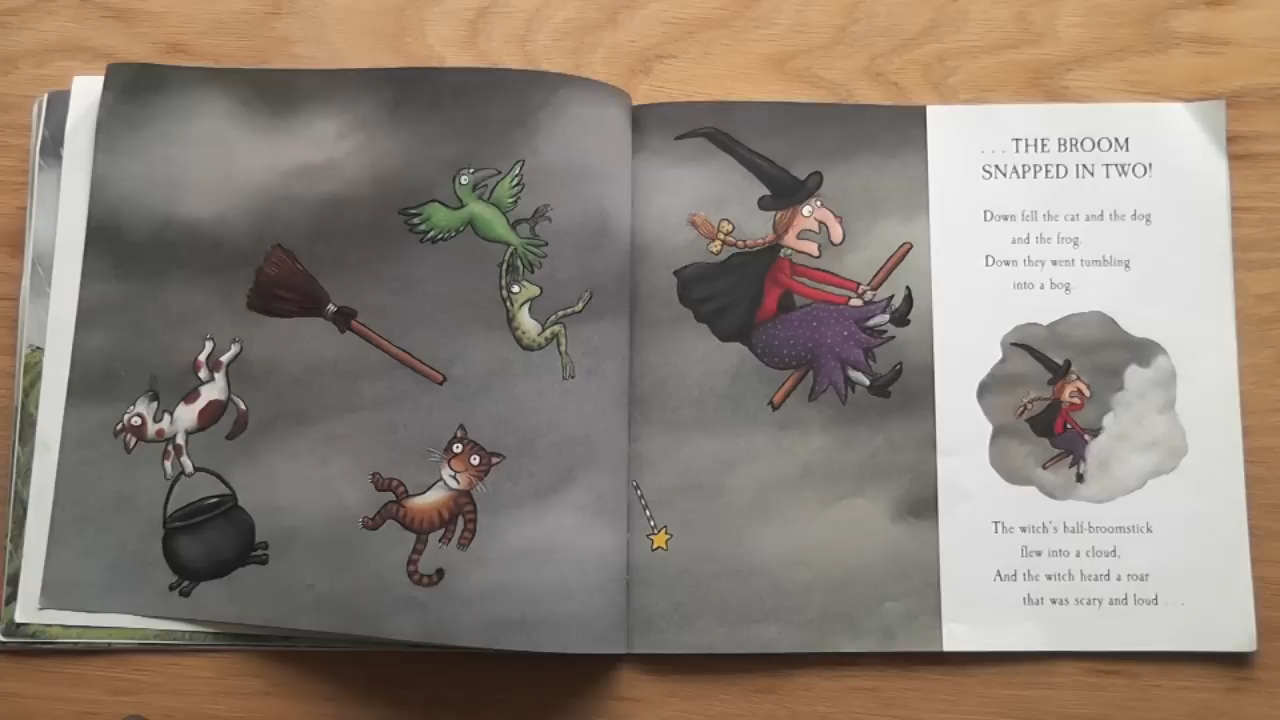 . . . THE BROOM
SNAPPED IN TWO!
Down fell the cat and the dog
and the frog.
Down they went tumbling
into a bog.
The witch's half-broomstick
flew into a cloud,
And the witch heard a roar
that was scary and loud . . .